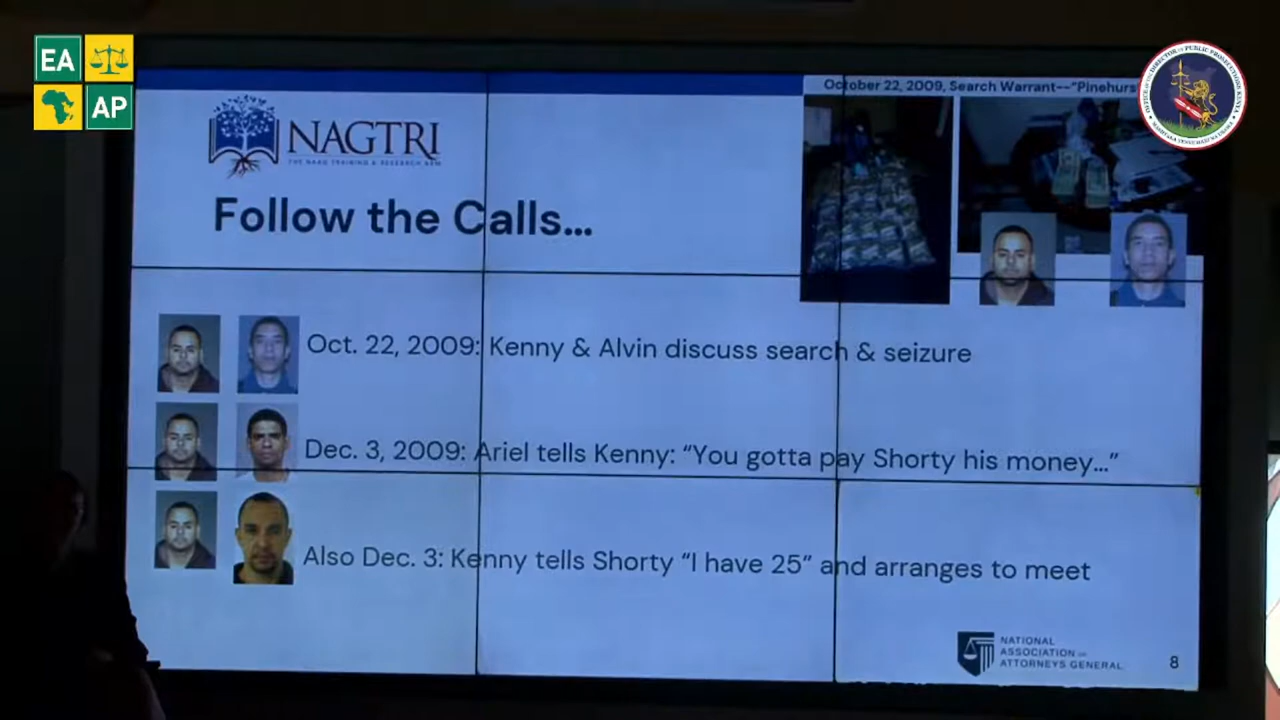 EA
AP
October 22, 2009, Search Warrant--"Pinehurs
NAGTRI
THE NAAG TRAINING & RESEARCH
Follow the Calls...
Oct. 22, 2009: Kenny & Alvin discuss search & seizure
Dec. 3, 2009: Ariel tells Kenny: "You gotta pay Shorty his money..."
Also Dec. 3: Kenny tells Shorty "I have 25" and arranges to meet
NATIONAL
ASSOCIATION OF
ATTORNEYS GENERAL
8